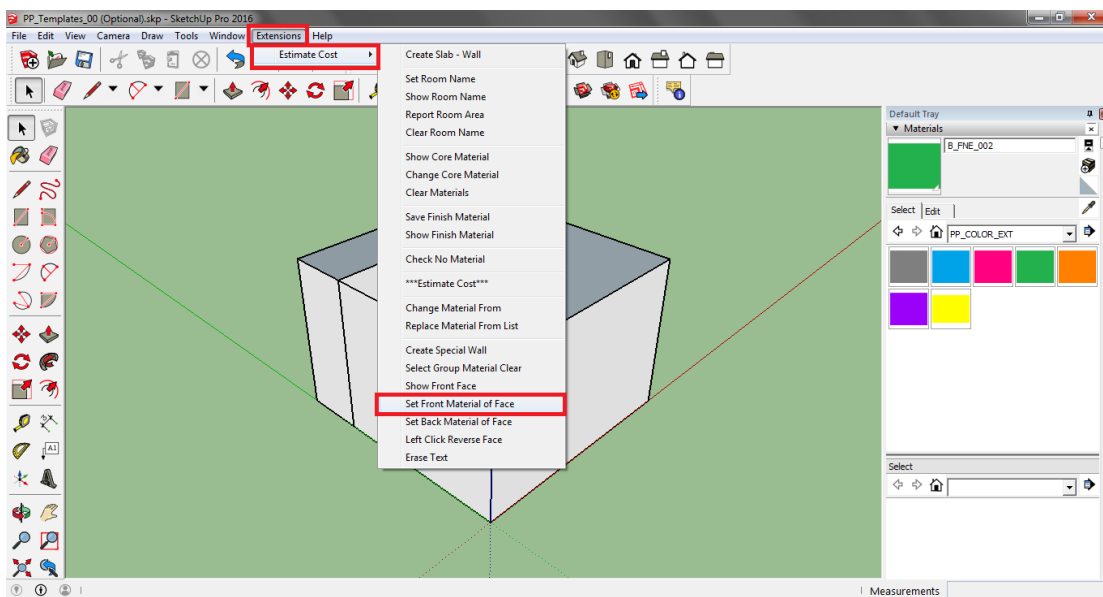 PP_Templates_00 (Optional).skp - SketchUp Pro 2016
File Edit View Camera Draw Tools Window Extensions Help
Estimate Cost
Create Slab - Wall
Set Room Name
Show Room Name
Report Room Area
Clear Room Name
Show Core Material
Change Core Material
Clear Materials
Save Finish Material
Show Finish Material
Check No Material
***Estimate Cost***
Change Material From
Replace Material From List
Create Special Wall
Select Group Material Clear
Show Front Face
Set Front Material of Face
Set Back Material of Face
Left Click Reverse Face
Erase Text
Default Tray
Materials
B_FNE_002
Select Edit
PP_COLOR_EXT
Select
A1
Measurements